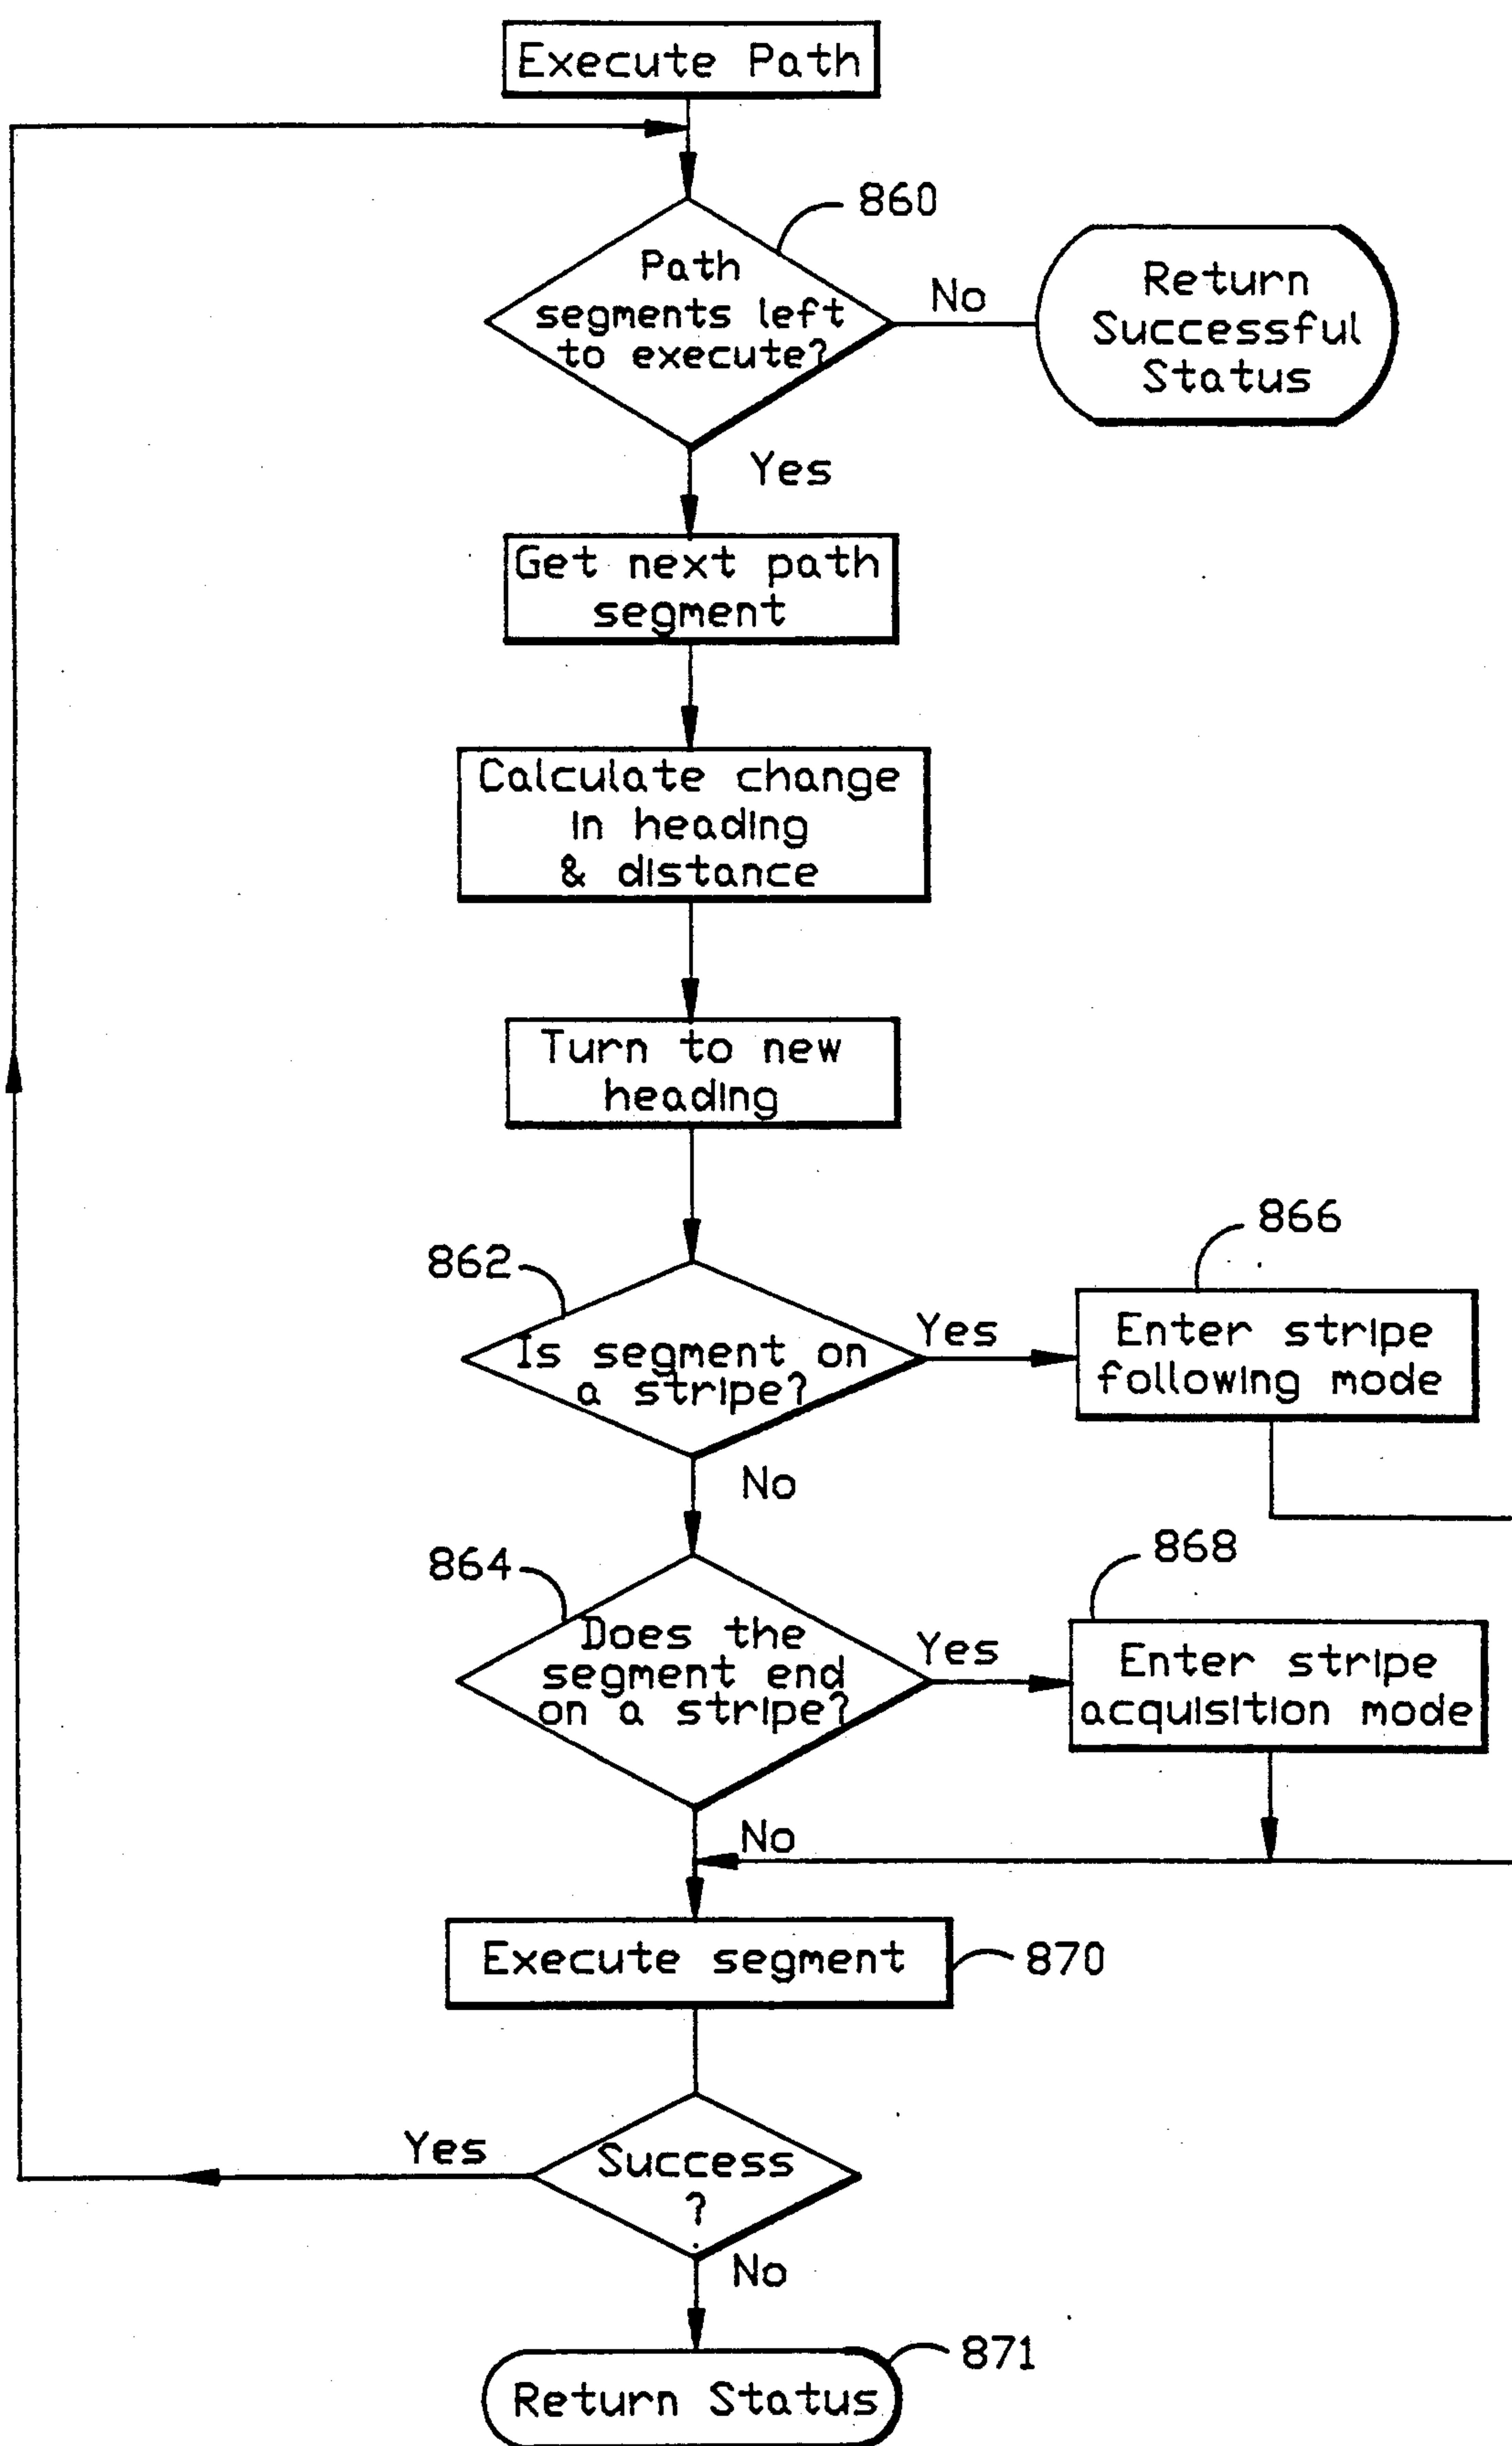 Execute Path
860
Path
segments left
to execute?
No
Return
Successful
Status
Yes
Get next path
segment
Calculate change
in heading
& distance
Turn to new
heading
862
Is segment on
a stripe?
Yes
866
Enter stripe
following mode
No
864
Does the
segment end
on a stripe?
Yes
868
Enter stripe
acquisition mode
No
Execute segment
870
Yes
Success
?
No
871
Return Status